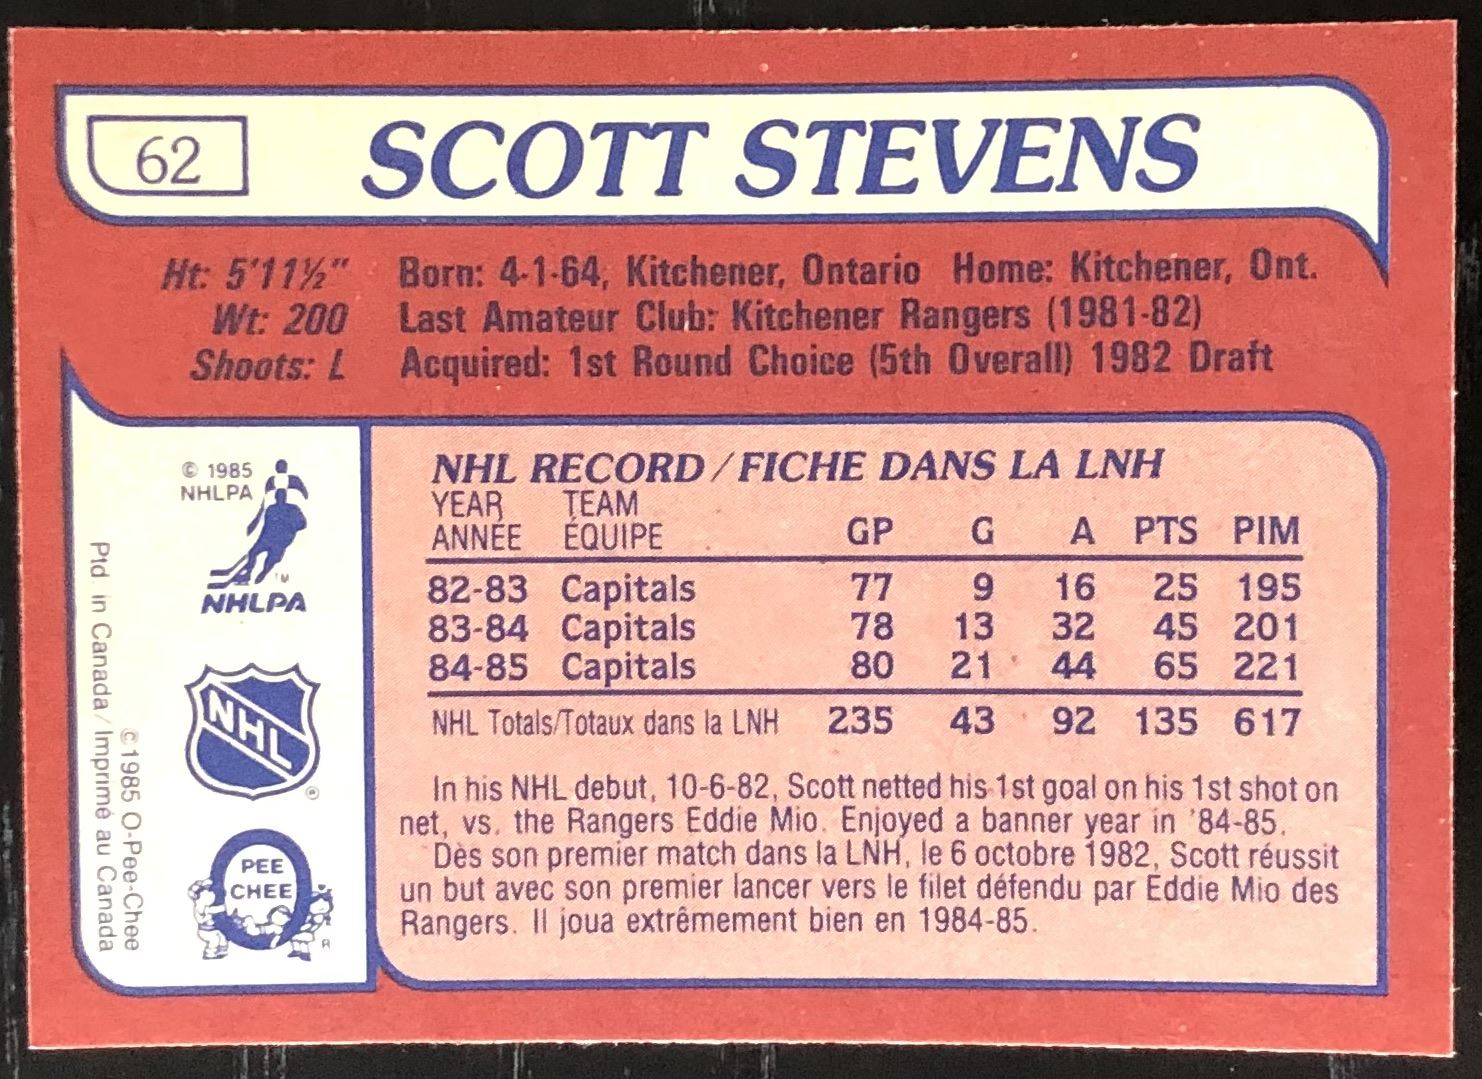 62
SCOTT STEVENS
Ht: 5'11½" Born: 4-1-64, Kitchener, Ontario Home: Kitchener, Ont.
Wt: 200 Last Amateur Club: Kitchener Rangers (1981-82)
Shoots: L Acquired: 1st Round Choice (5th Overall) 1982 Draft
© 1985
NHLPA
TM
NHLPA
NHL
®
PEE
CHEE
R
© 1985 O-Pee-Chee
Ptd. in Canada/Imprimé au Canada
NHL RECORD/FICHE DANS LA LNH
YEAR TEAM
ANNÉE ÉQUIPE GP G A PTS PIM
82-83 Capitals 77 9 16 25 195
83-84 Capitals 78 13 32 45 201
84-85 Capitals 80 21 44 65 221
NHL Totals/Totaux dans la LNH 235 43 92 135 617
In his NHL debut, 10-6-82, Scott netted his 1st goal on his 1st shot on
net, vs. the Rangers Eddie Mio. Enjoyed a banner year in '84-85.
Dès son premier match dans la LNH, le 6 octobre 1982, Scott réussit
un but avec son premier lancer vers le filet défendu par Eddie Mio des
Rangers. Il joua extrêmement bien en 1984-85.